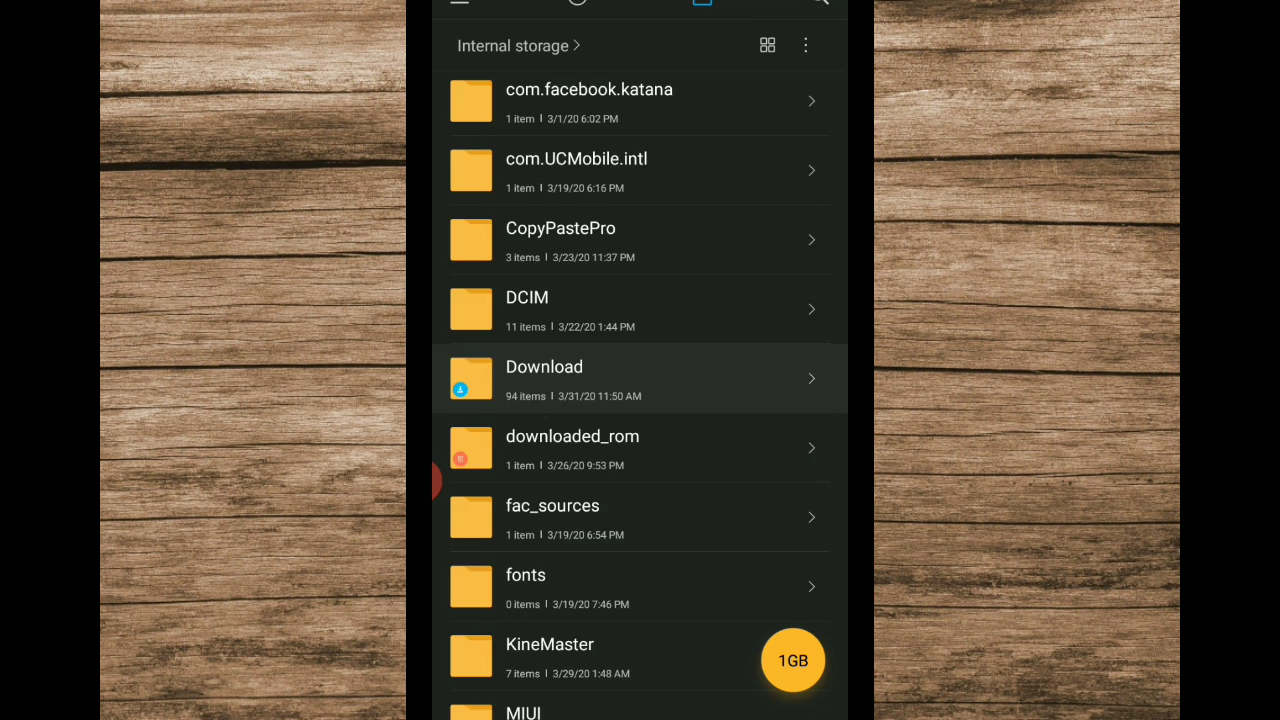 Internal storage >
com.facebook.katana
1 item | 3/1/20 6:02 PM
com.UCMobile.intl
1 item | 3/19/20 6:16 PM
CopyPastePro
3 items | 3/23/20 11:37 PM
DCIM
11 items | 3/22/20 1:44 PM
Download
94 items | 3/31/20 11:50 AM
downloaded_rom
1 item | 3/26/20 9:53 PM
fac_sources
1 item | 3/19/20 6:54 PM
fonts
0 items | 3/19/20 7:46 PM
KineMaster
7 items | 3/29/20 1:48 AM
1GB
MIUI